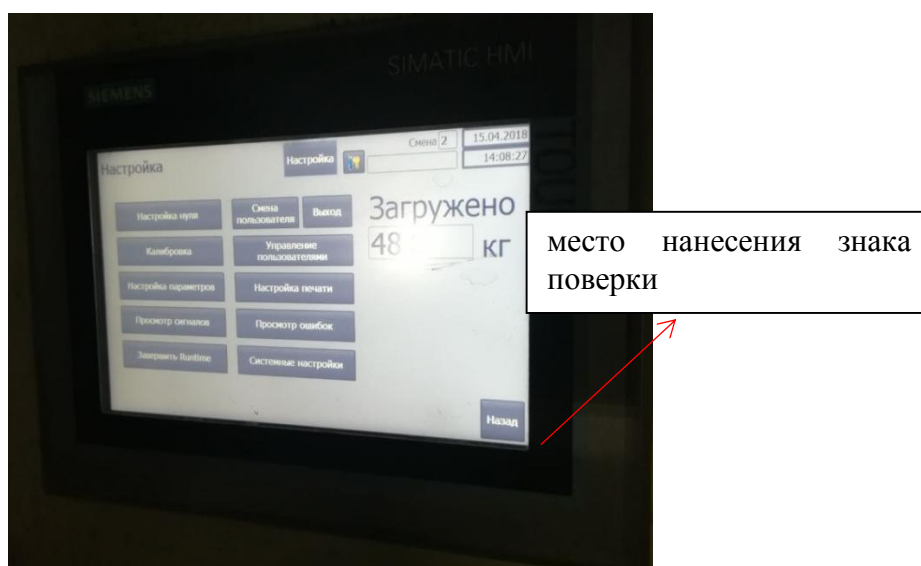 SIMATIC HMI
SIEMENS
TOU
Настройка
Настройка
Смена 2
15.04.2018
14:08:27
Настройка нуля
Смена пользователя
Выход
Загружено
48 кг
Калибровка
Управление пользователями
Настройка параметров
Настройка печати
Просмотр сигналов
Просмотр ошибок
Завершить Runtime
Системные настройки
Назад
место нанесения знака
поверки